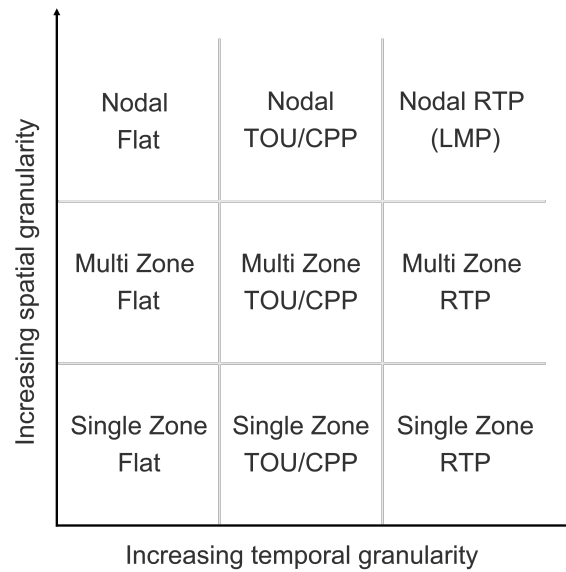 Increasing spatial granularity
Nodal
Flat
Nodal
TOU/CPP
Nodal RTP
(LMP)
Multi Zone
Flat
Multi Zone
TOU/CPP
Multi Zone
RTP
Single Zone
Flat
Single Zone
TOU/CPP
Single Zone
RTP
Increasing temporal granularity